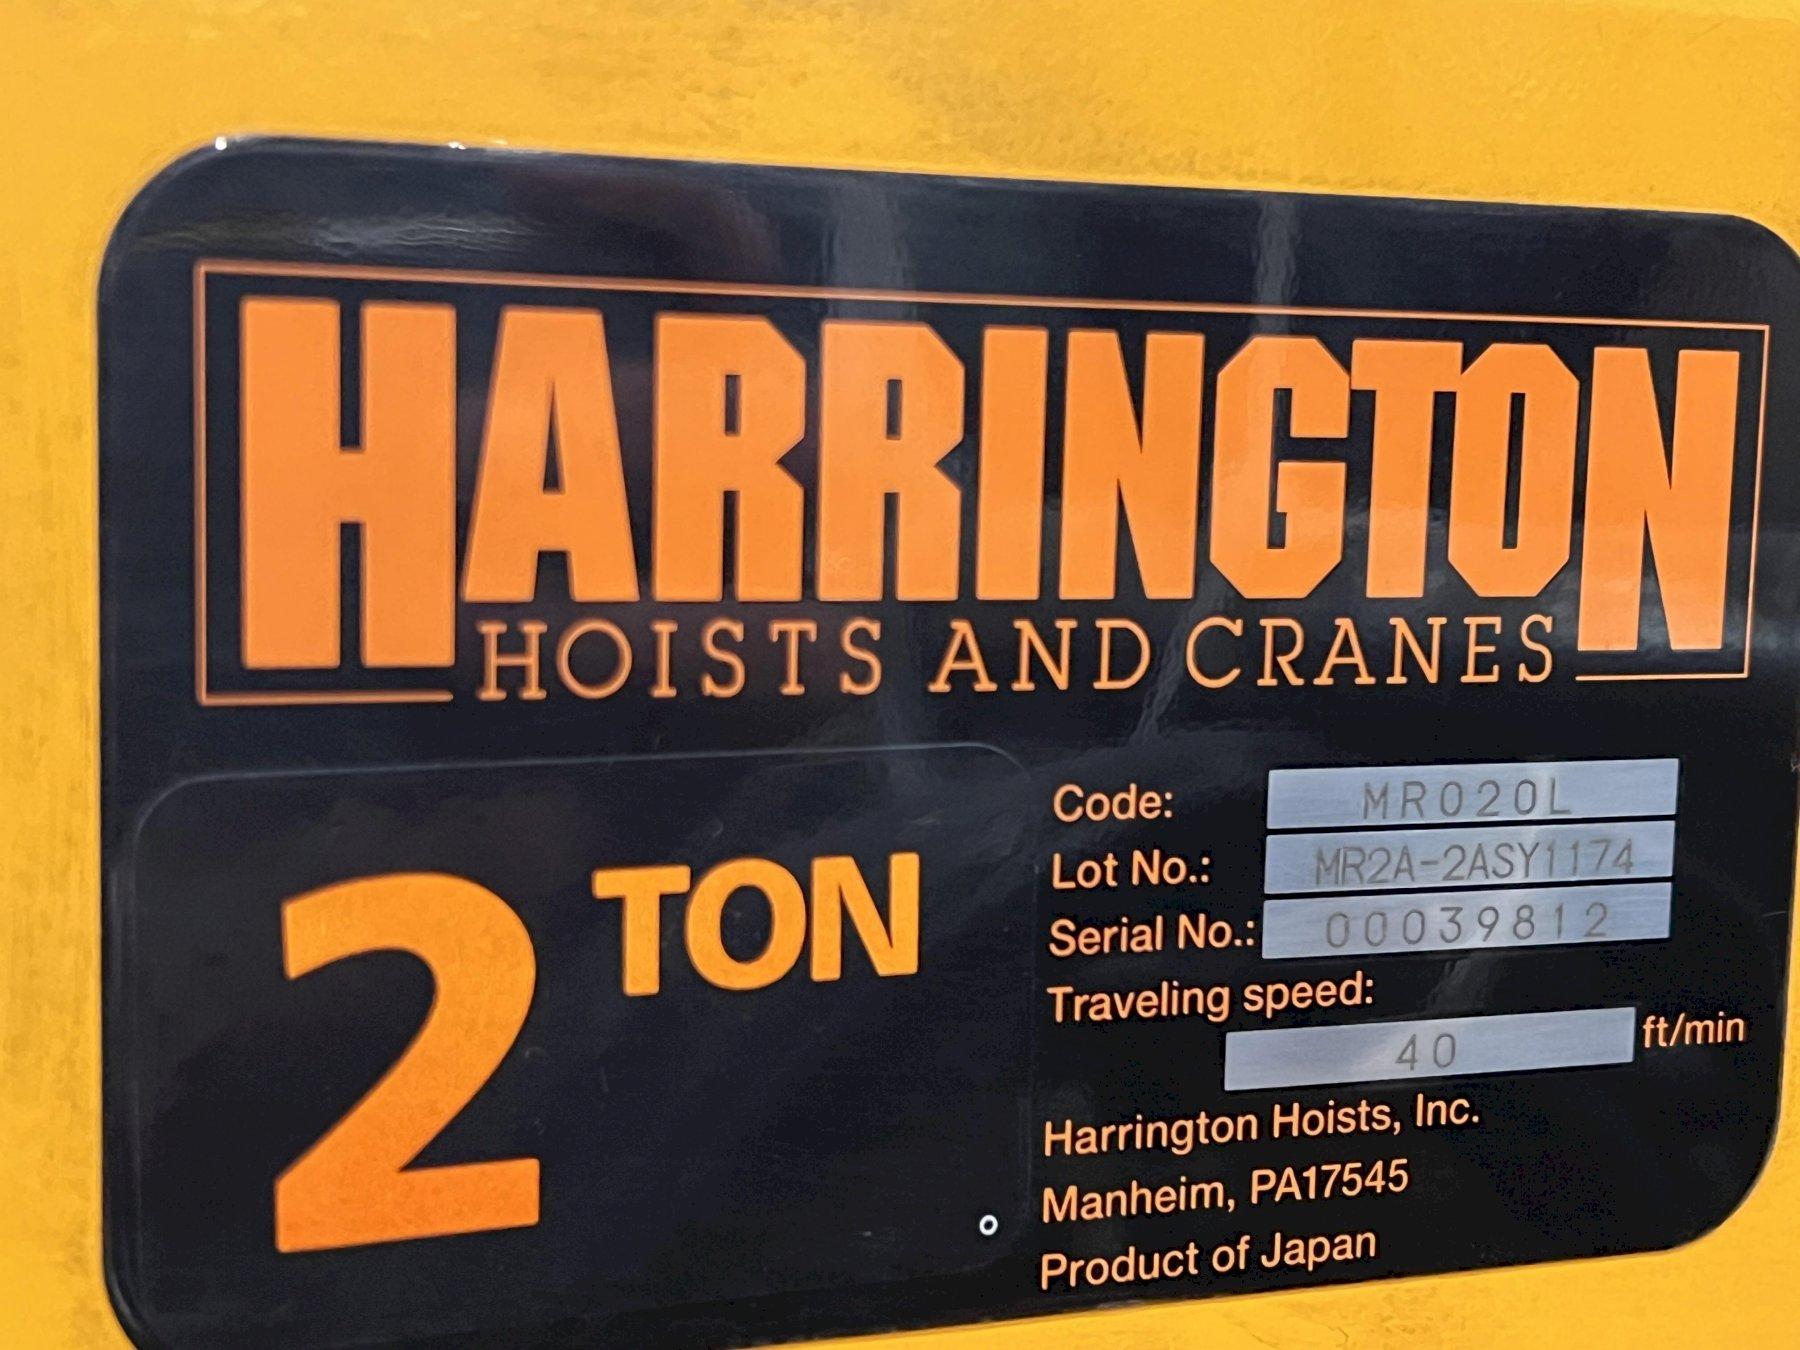 HARRINGTON
HOISTS AND CRANES
2 TON
Code: MR020L
Lot No.: MR2A-2ASY1174
Serial No.: 00039812
Traveling speed:
40 ft/min
Harrington Hoists, Inc.
Manheim, PA17545
Product of Japan